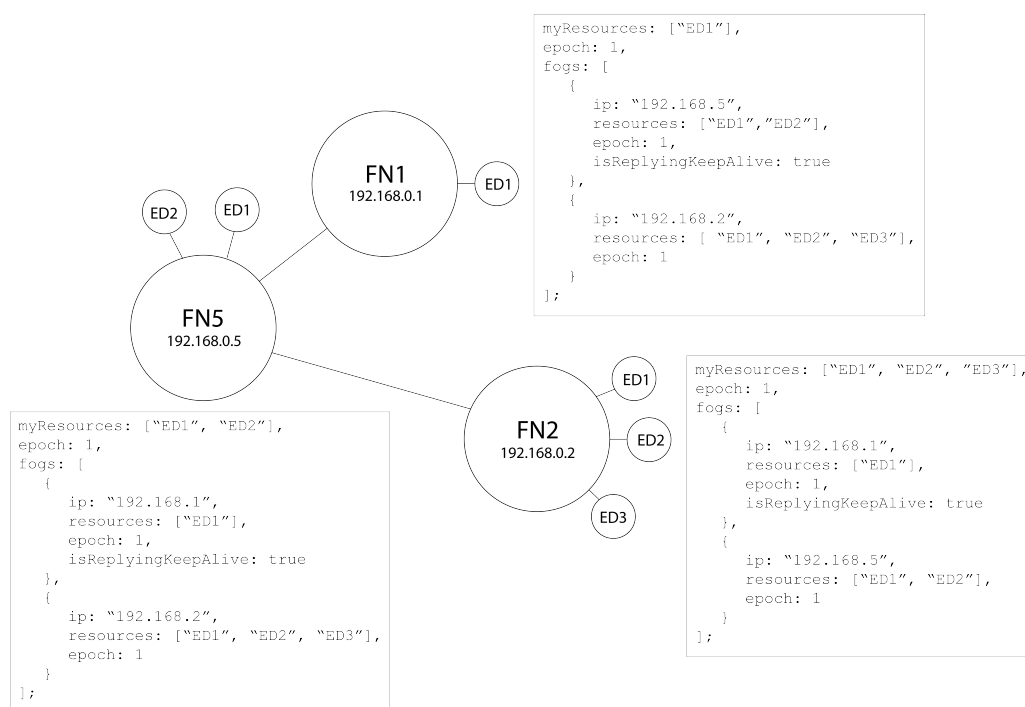 myResources: [“ED1”],
epoch: 1,
fogs: [
{
ip: “192.168.5”,
resources: [“ED1”,”ED2”],
epoch: 1,
isReplyingKeepAlive: true
},
{
ip: “192.168.2”,
resources: [ “ED1”, “ED2”, “ED3”],
epoch: 1
}
];
FN1
192.168.0.1
ED1
ED2
ED1
FN5
192.168.0.5
FN2
192.168.0.2
ED1
ED2
ED3
myResources: [“ED1”, “ED2”, ”ED3”],
epoch: 1,
fogs: [
{
ip: “192.168.1”,
resources: [“ED1”],
epoch: 1,
isReplyingKeepAlive: true
},
{
ip: “192.168.5”,
resources: [“ED1”, “ED2”],
epoch: 1
}
];
myResources: [“ED1”, “ED2”],
epoch: 1,
fogs: [
{
ip: “192.168.1”,
resources: [“ED1”],
epoch: 1,
isReplyingKeepAlive: true
},
{
ip: “192.168.2”,
resources: [“ED1”, “ED2”, “ED3”],
epoch: 1
}
];